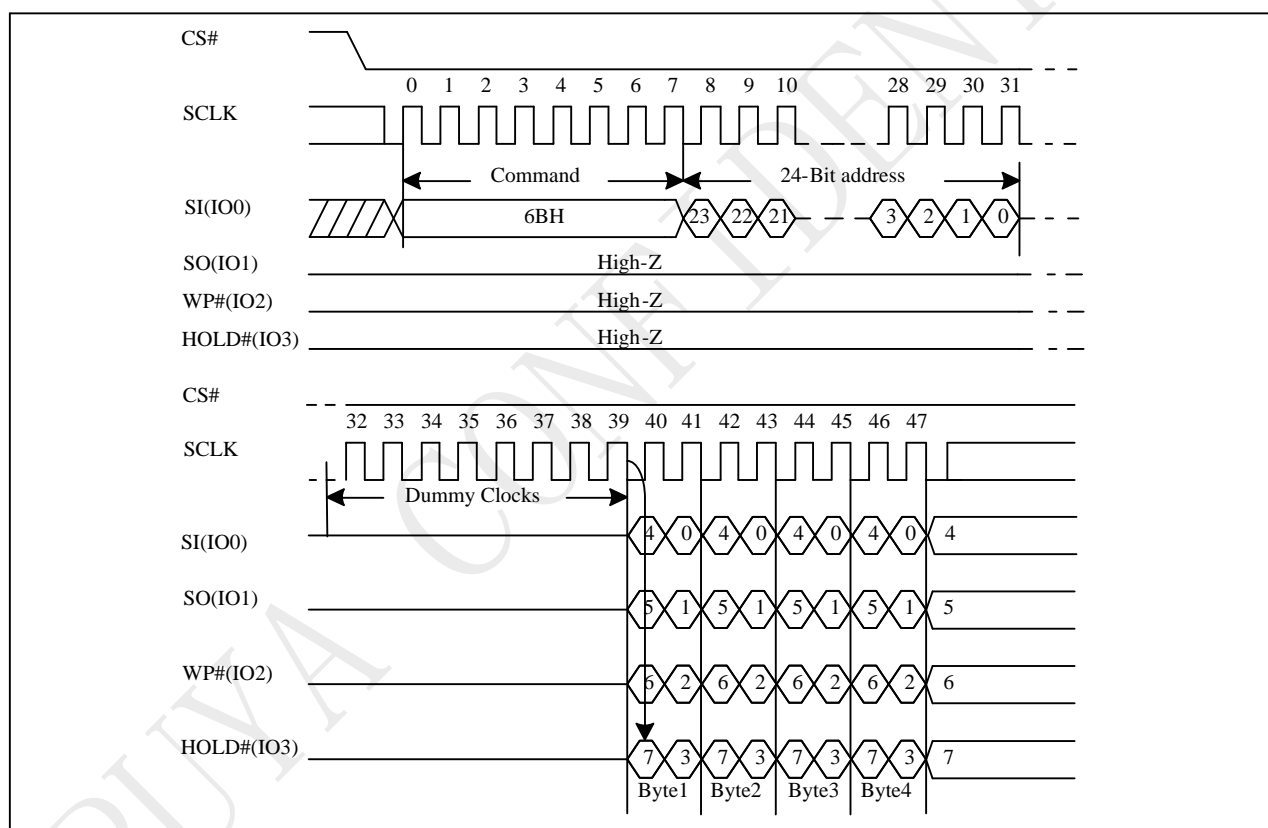 CS#
0 1 2 3 4 5 6 7 8 9 10 28 29 30 31
SCLK
Command 24-Bit address
SI(IO0) 6BH 23 22 21 3 2 1 0
SO(IO1) High-Z
WP#(IO2) High-Z
HOLD#(IO3) High-Z
CS#
32 33 34 35 36 37 38 39 40 41 42 43 44 45 46 47
SCLK
Dummy Clocks
SI(IO0) 4 0 4 0 4 0 4 0 4
SO(IO1) 5 1 5 1 5 1 5 1 5
WP#(IO2) 6 2 6 2 6 2 6 2 6
HOLD#(IO3) 7 3 7 3 7 3 7 3 7
Byte1 Byte2 Byte3 Byte4
PUYA CONFIDENT